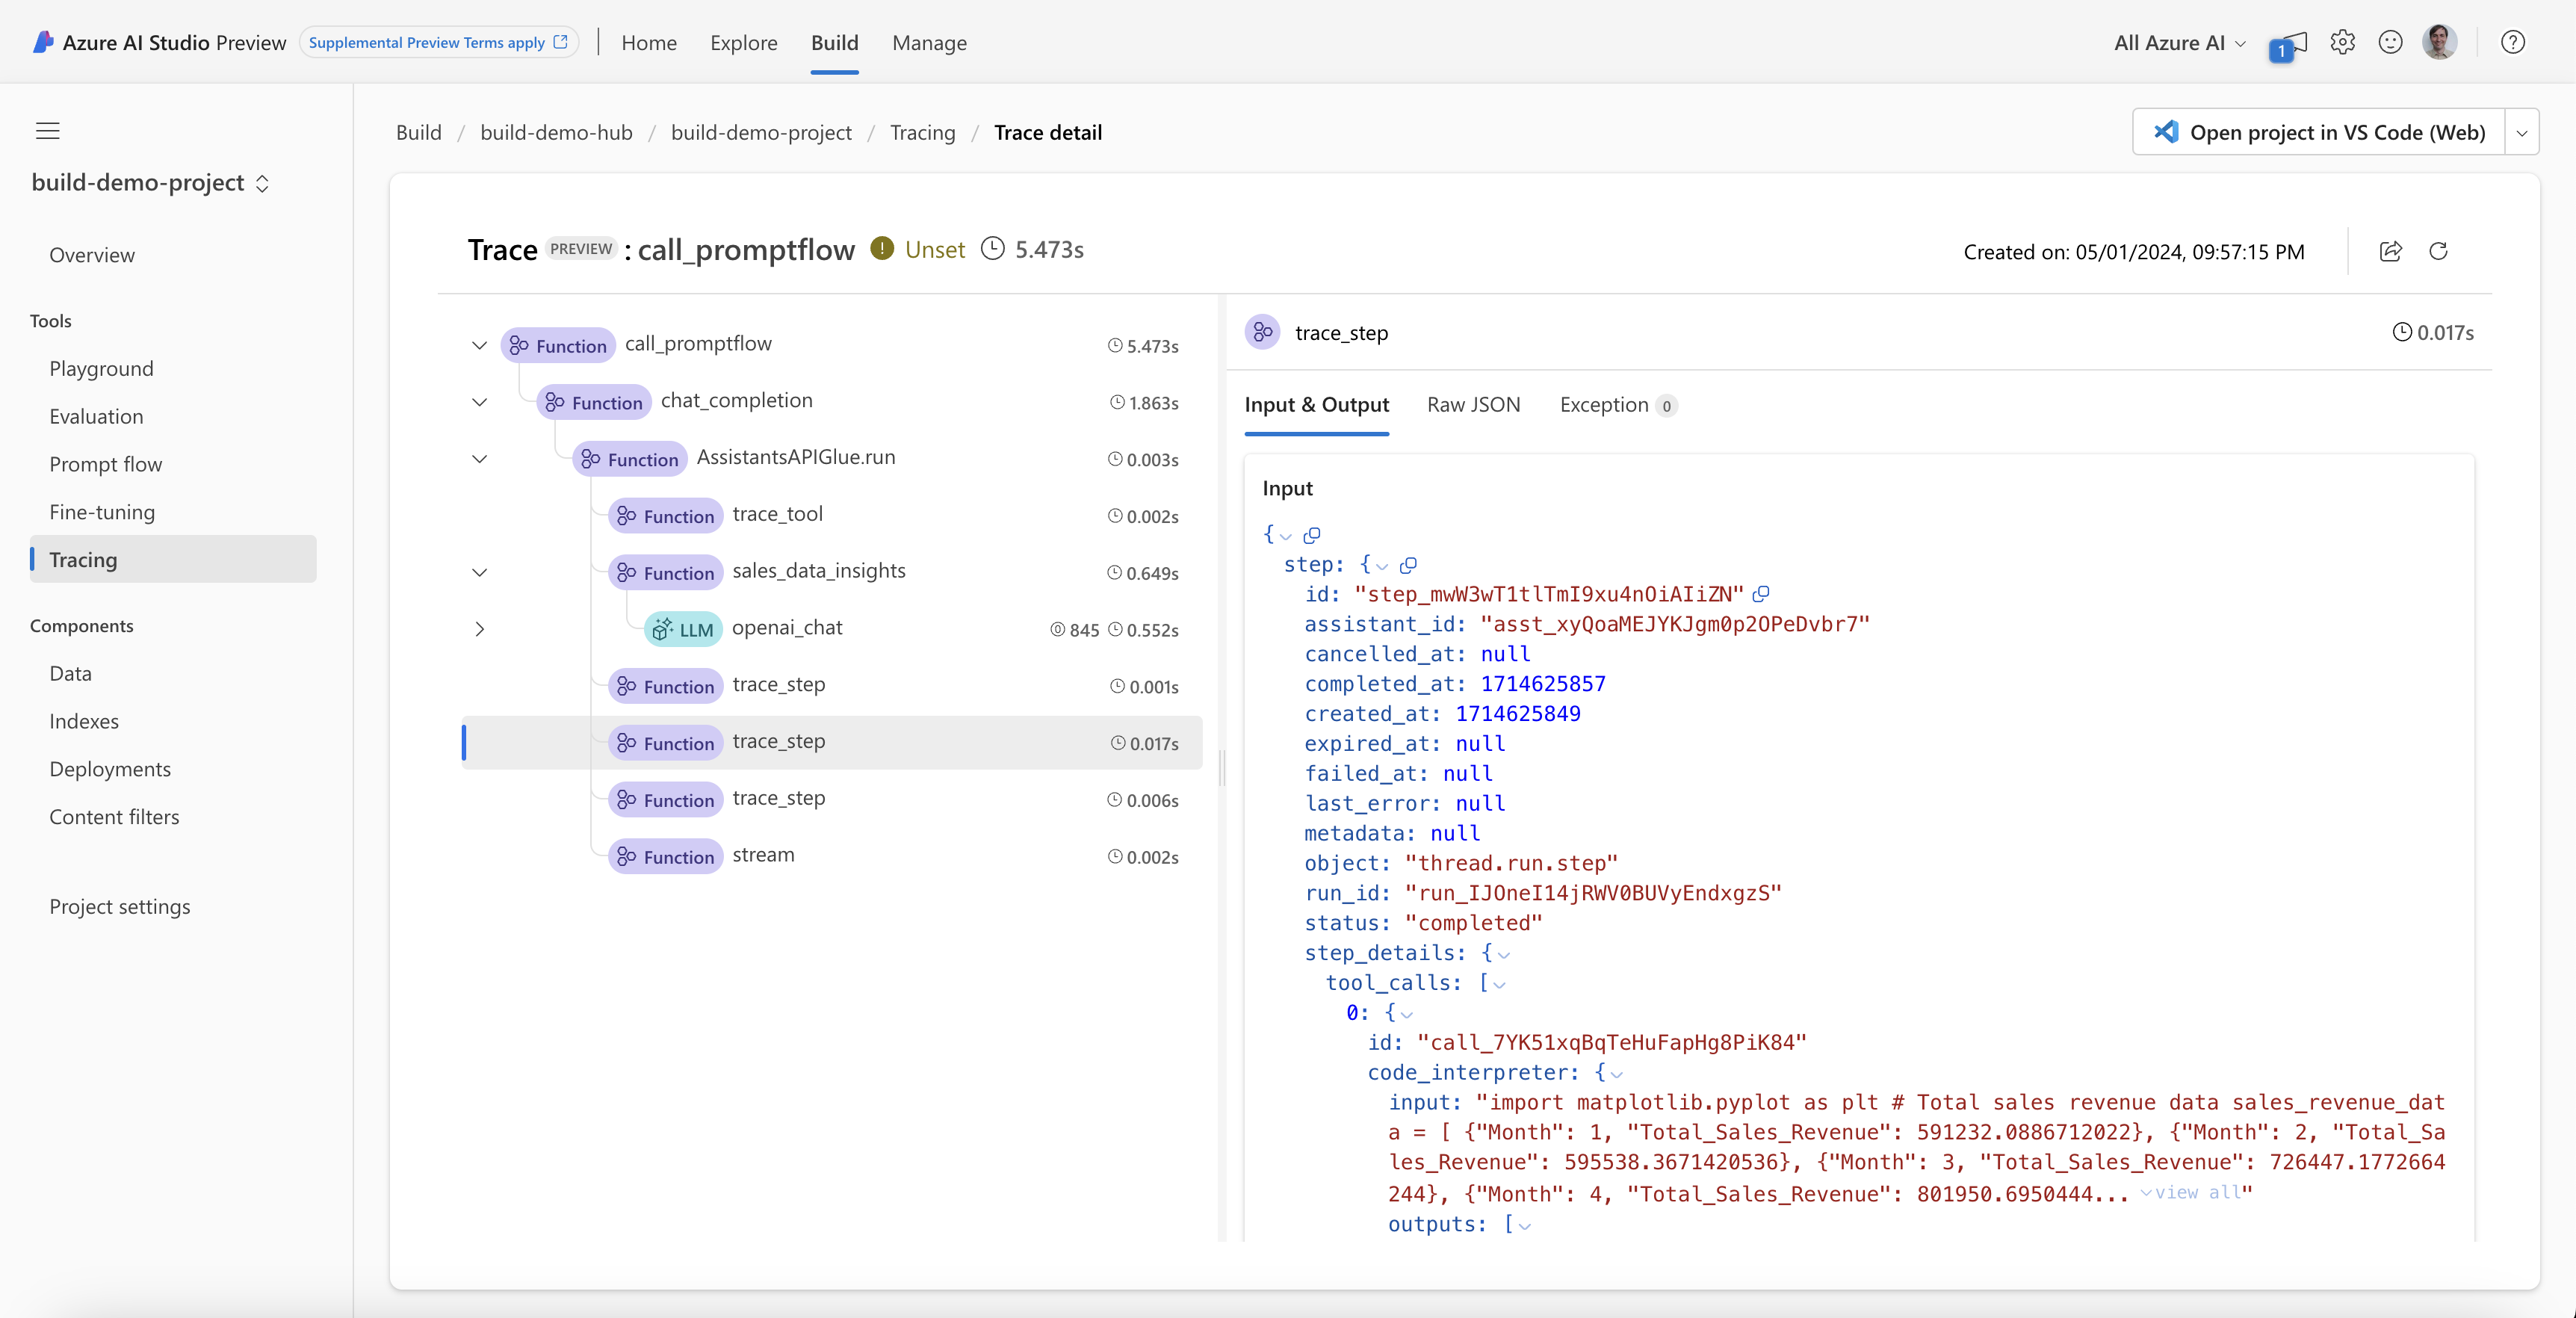 Azure AI Studio Preview Supplemental Preview Terms apply Home Explore Build Manage All Azure AI 1
Build / build-demo-hub / build-demo-project / Tracing / Trace detail Open project in VS Code (Web)
build-demo-project
Overview
Tools
Playground
Evaluation
Prompt flow
Fine-tuning
Tracing
Components
Data
Indexes
Deployments
Content filters
Project settings
Trace PREVIEW : call_promptflow Unset 5.473s Created on: 05/01/2024, 09:57:15 PM
Function call_promptflow 5.473s
Function chat_completion 1.863s
Function AssistantsAPIGlue.run 0.003s
Function trace_tool 0.002s
Function sales_data_insights 0.649s
LLM openai_chat 845 0.552s
Function trace_step 0.001s
Function trace_step 0.017s
Function trace_step 0.006s
Function stream 0.002s
trace_step 0.017s
Input & Output Raw JSON Exception 0
Input
{
step: {
id: "step_mwW3wT1tlTmI9xu4nOiAIiZN"
assistant_id: "asst_xyQoaMEJYKJgm0p2OPeDvbr7"
cancelled_at: null
completed_at: 1714625857
created_at: 1714625849
expired_at: null
failed_at: null
last_error: null
metadata: null
object: "thread.run.step"
run_id: "run_IJOneI14jRWV0BUVyEndxgzS"
status: "completed"
step_details: {
tool_calls: [
0: {
id: "call_7YK51xqBqTeHuFapHg8PiK84"
code_interpreter: {
input: "import matplotlib.pyplot as plt # Total sales revenue data sales_revenue_dat
a = [ {"Month": 1, "Total_Sales_Revenue": 591232.0886712022}, {"Month": 2, "Total_Sa
les_Revenue": 595538.3671420536}, {"Month": 3, "Total_Sales_Revenue": 726447.1772664
244}, {"Month": 4, "Total_Sales_Revenue": 801950.6950444... view all"
outputs: [